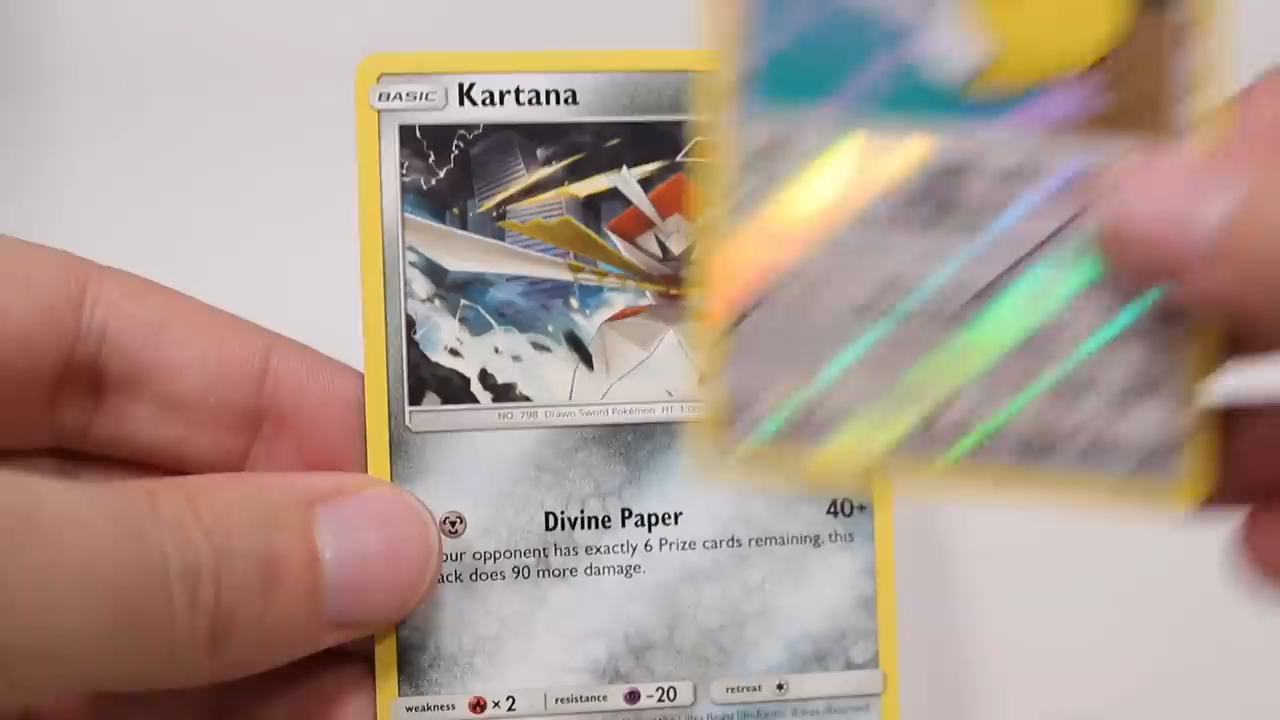 BASIC Kartana
NO. 798 Drawn Sword Pokémon HT
Divine Paper 40+
our opponent has exactly 6 Prize cards remaining, this
ack does 90 more damage.
weakness ×2 resistance -20 retreat